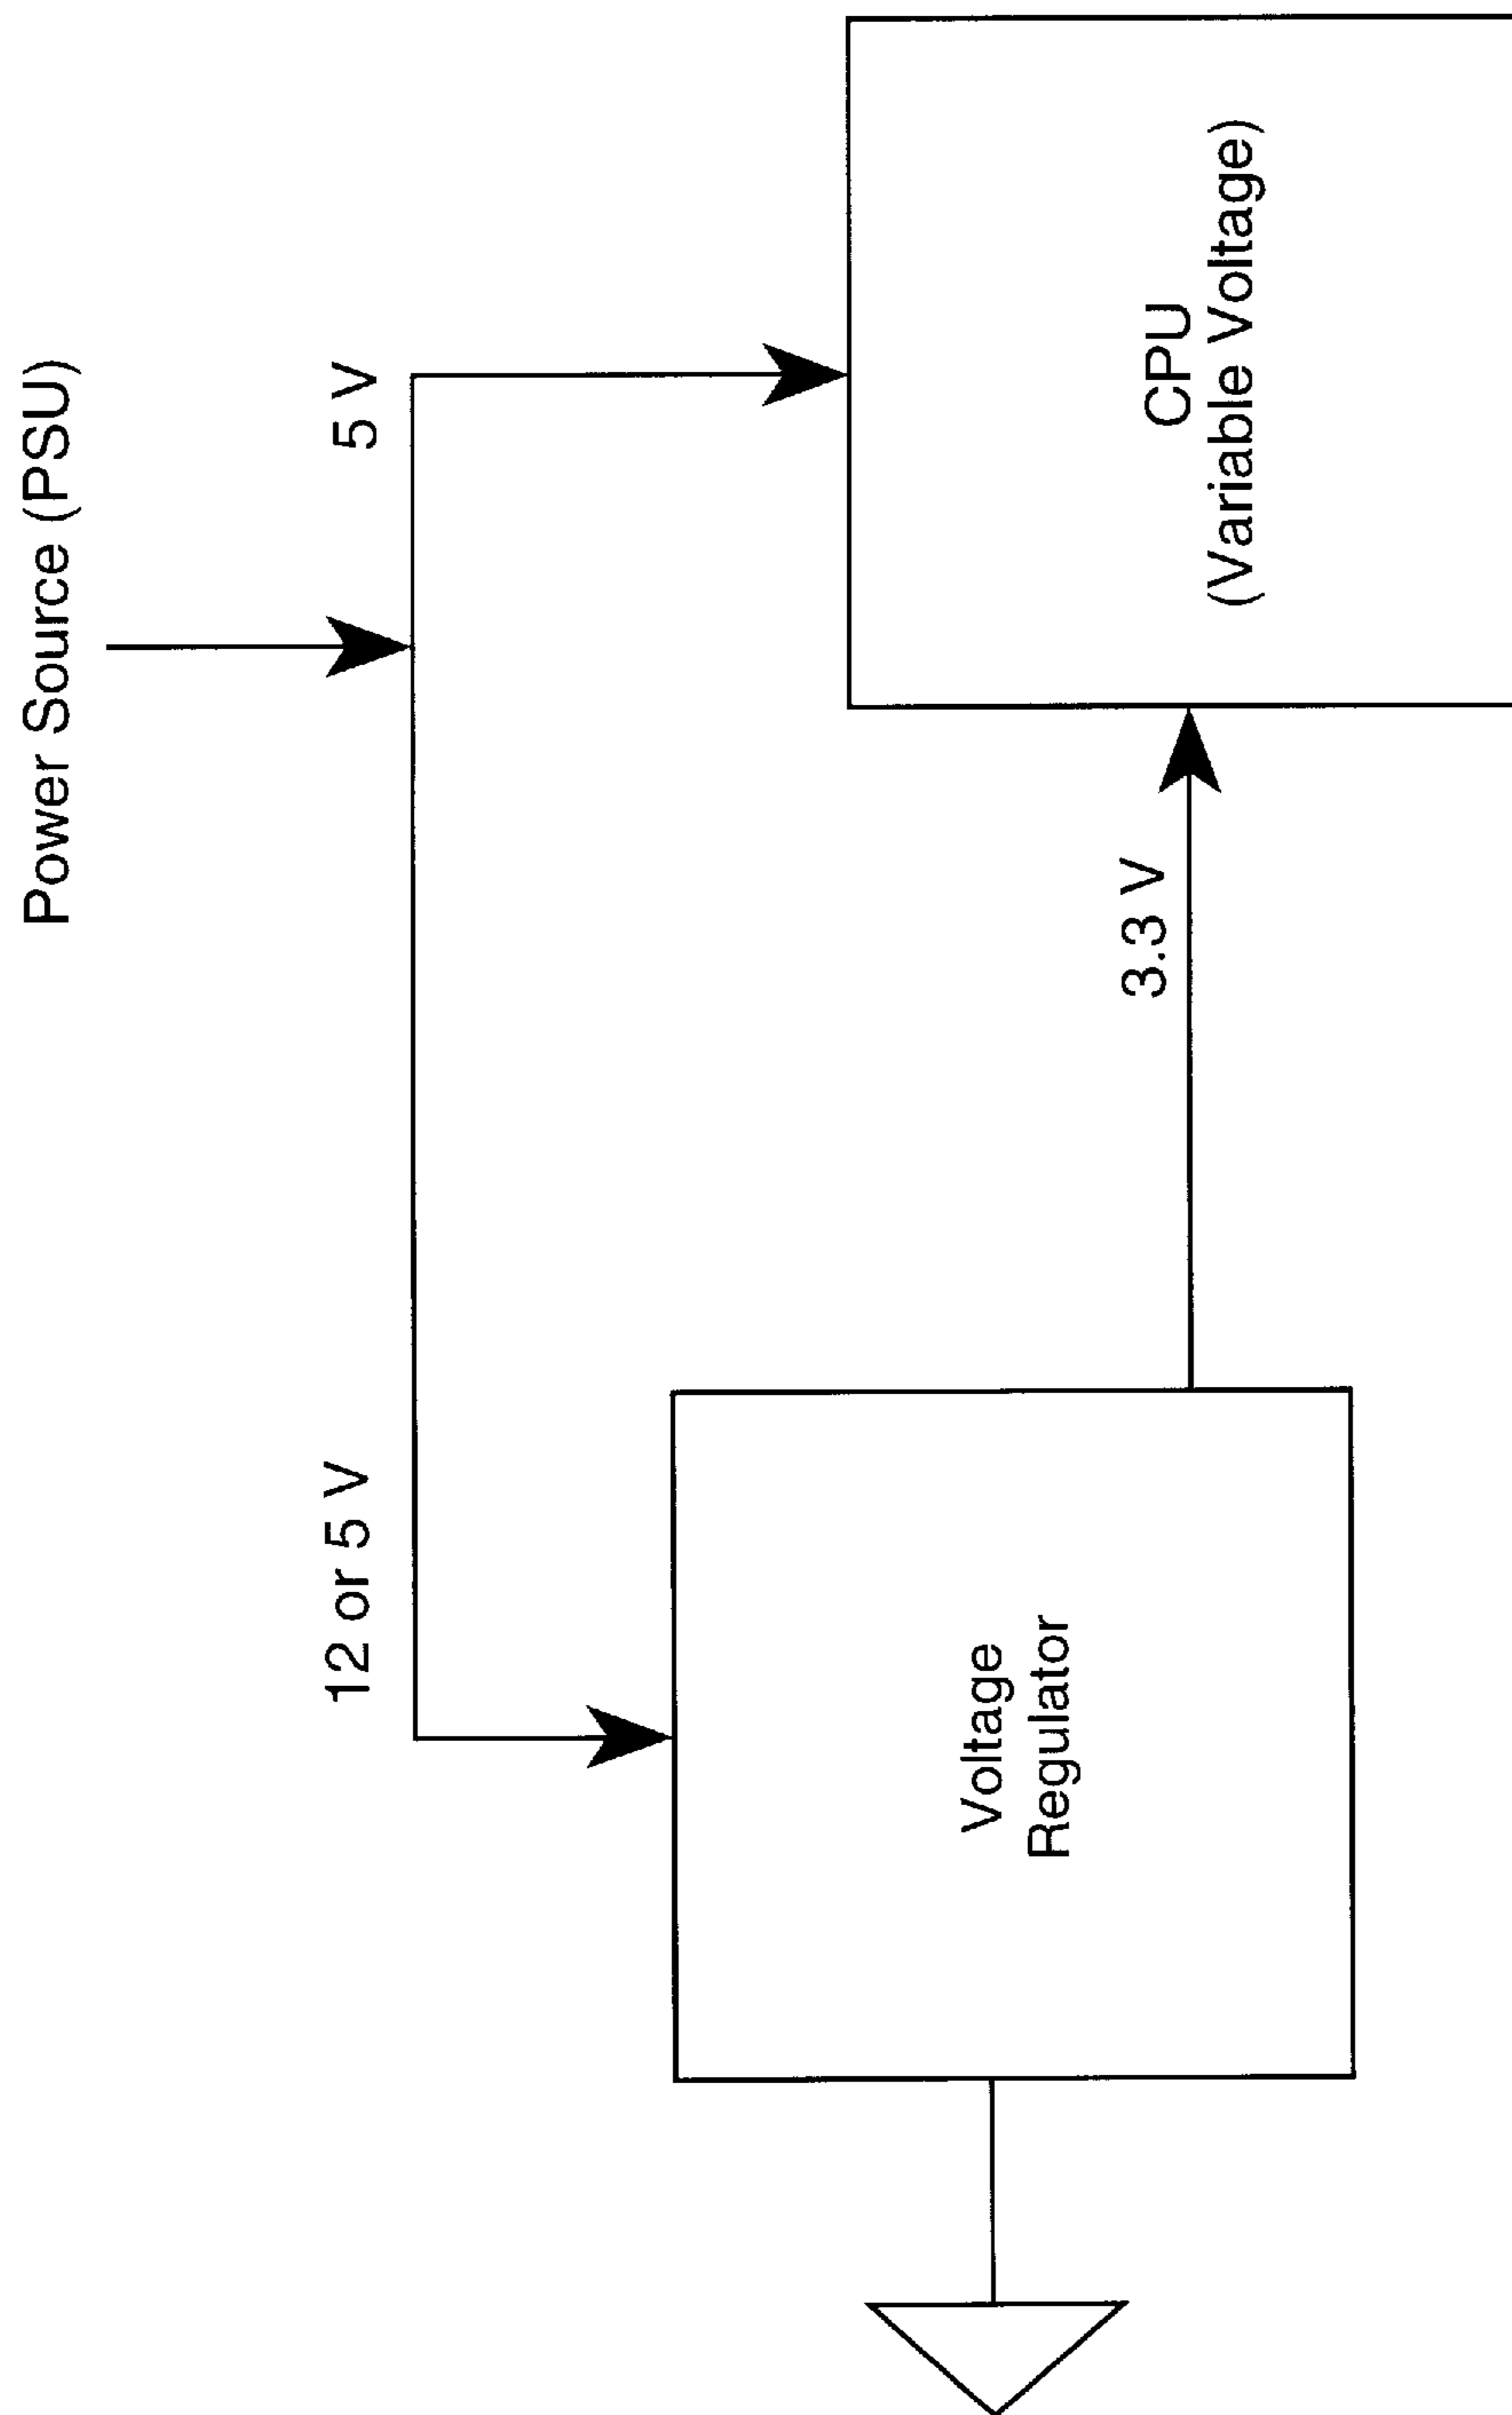 Power Source (PSU)
12 or 5 V
5 V
Voltage
Regulator
3.3 V
CPU
(Variable Voltage)